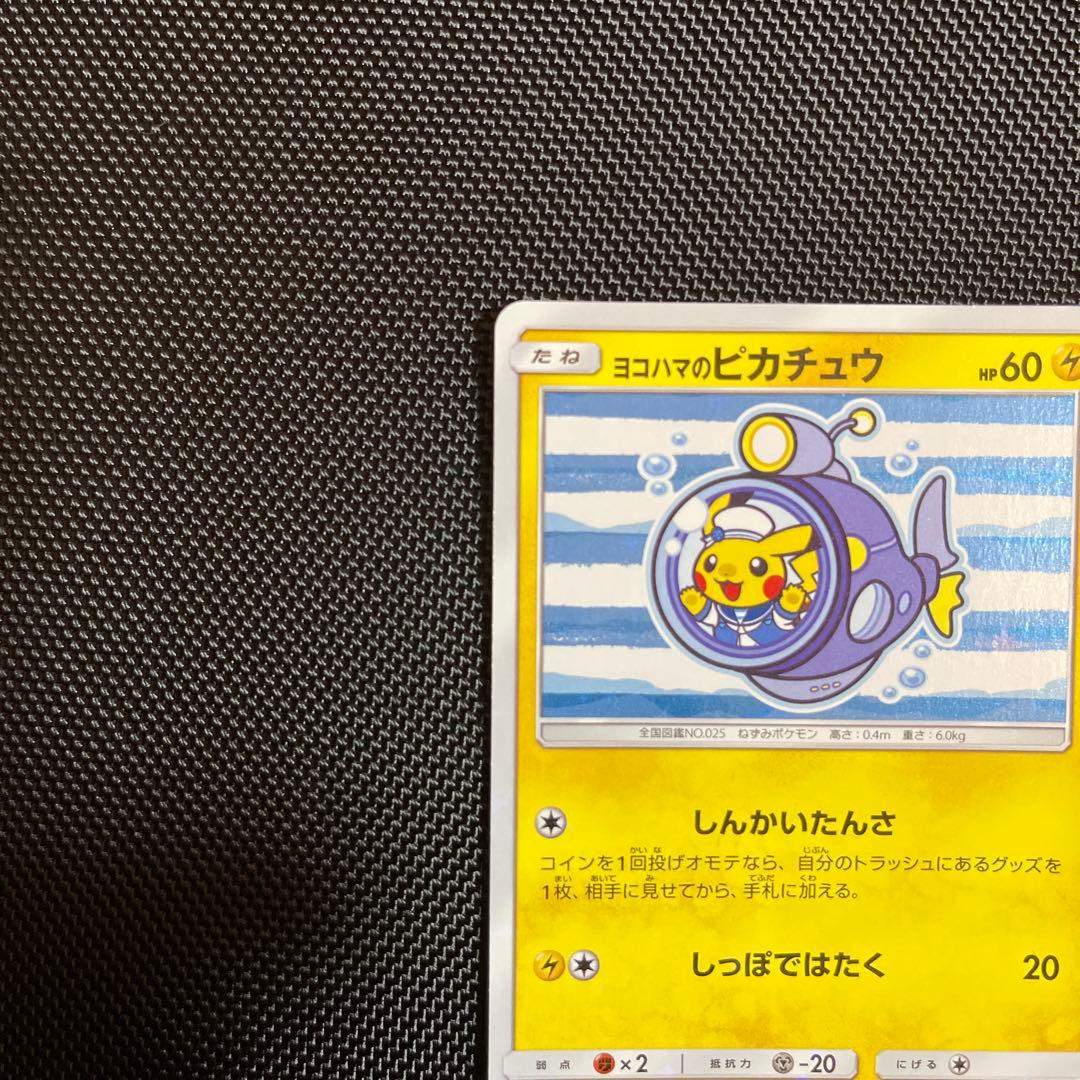 たね ヨコハマのピカチュウ HP60
全国図鑑NO.025 ねずみポケモン 高さ:0.4m 重さ:6.0kg
しんかいたんさ
コインを1回投げオモテなら、自分のトラッシュにあるグッズを
1枚、相手に見せてから、手札に加える。
しっぽではたく 20
弱点 ×2 抵抗力 -20 にげる